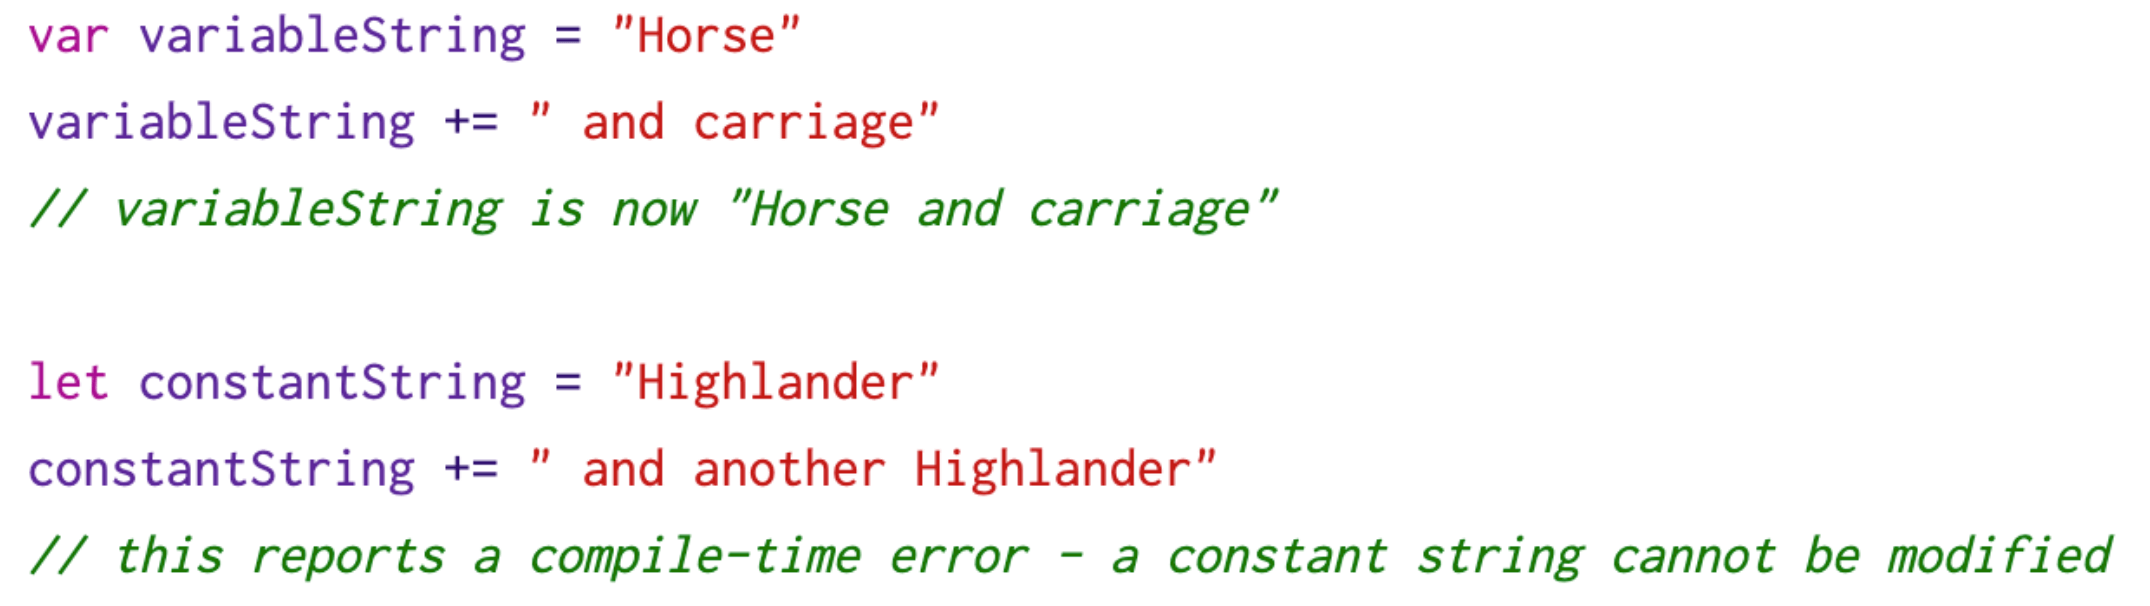 var variableString = "Horse"
variableString += " and carriage"
// variableString is now "Horse and carriage"
let constantString = "Highlander"
constantString += " and another Highlander"
// this reports a compile-time error - a constant string cannot be modified